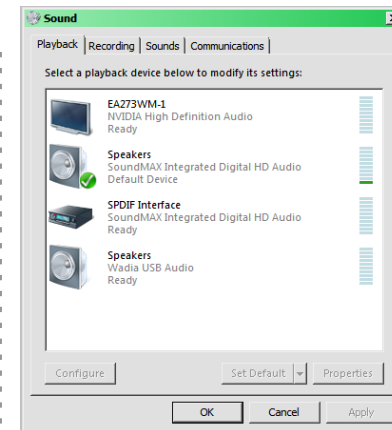 Sound
Playback Recording Sounds Communications
Select a playback device below to modify its settings:
EA273WM-1
NVIDIA High Definition Audio
Ready
Speakers
SoundMAX Integrated Digital HD Audio
Default Device
SPDIF Interface
SoundMAX Integrated Digital HD Audio
Ready
Speakers
Wadia USB Audio
Ready
Configure Set Default Properties
OK Cancel Apply